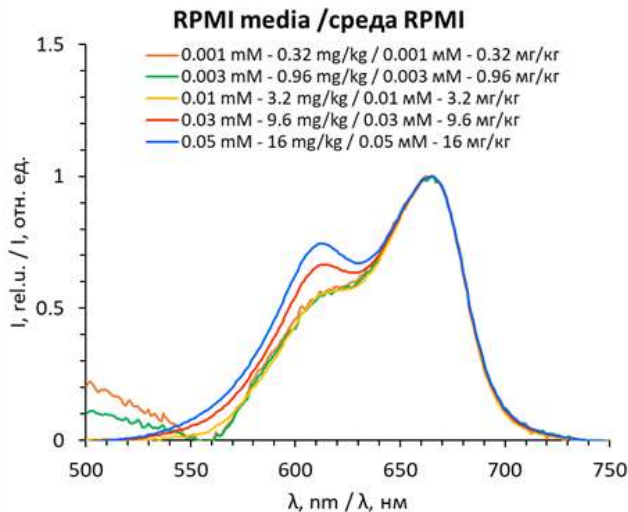 RPMI media /среда RPMI
1.5
0.001 mM - 0.32 mg/kg / 0.001 мМ - 0.32 мг/кг
0.003 mM - 0.96 mg/kg / 0.003 мМ - 0.96 мг/кг
0.01 mM - 3.2 mg/kg / 0.01 мМ - 3.2 мг/кг
0.03 mM - 9.6 mg/kg / 0.03 мМ - 9.6 мг/кг
0.05 mM - 16 mg/kg / 0.05 мМ - 16 мг/кг
I, rel.u. / I, отн. ед.
1
0.5
0
500 550 600 650 700 750
λ, nm / λ, нм